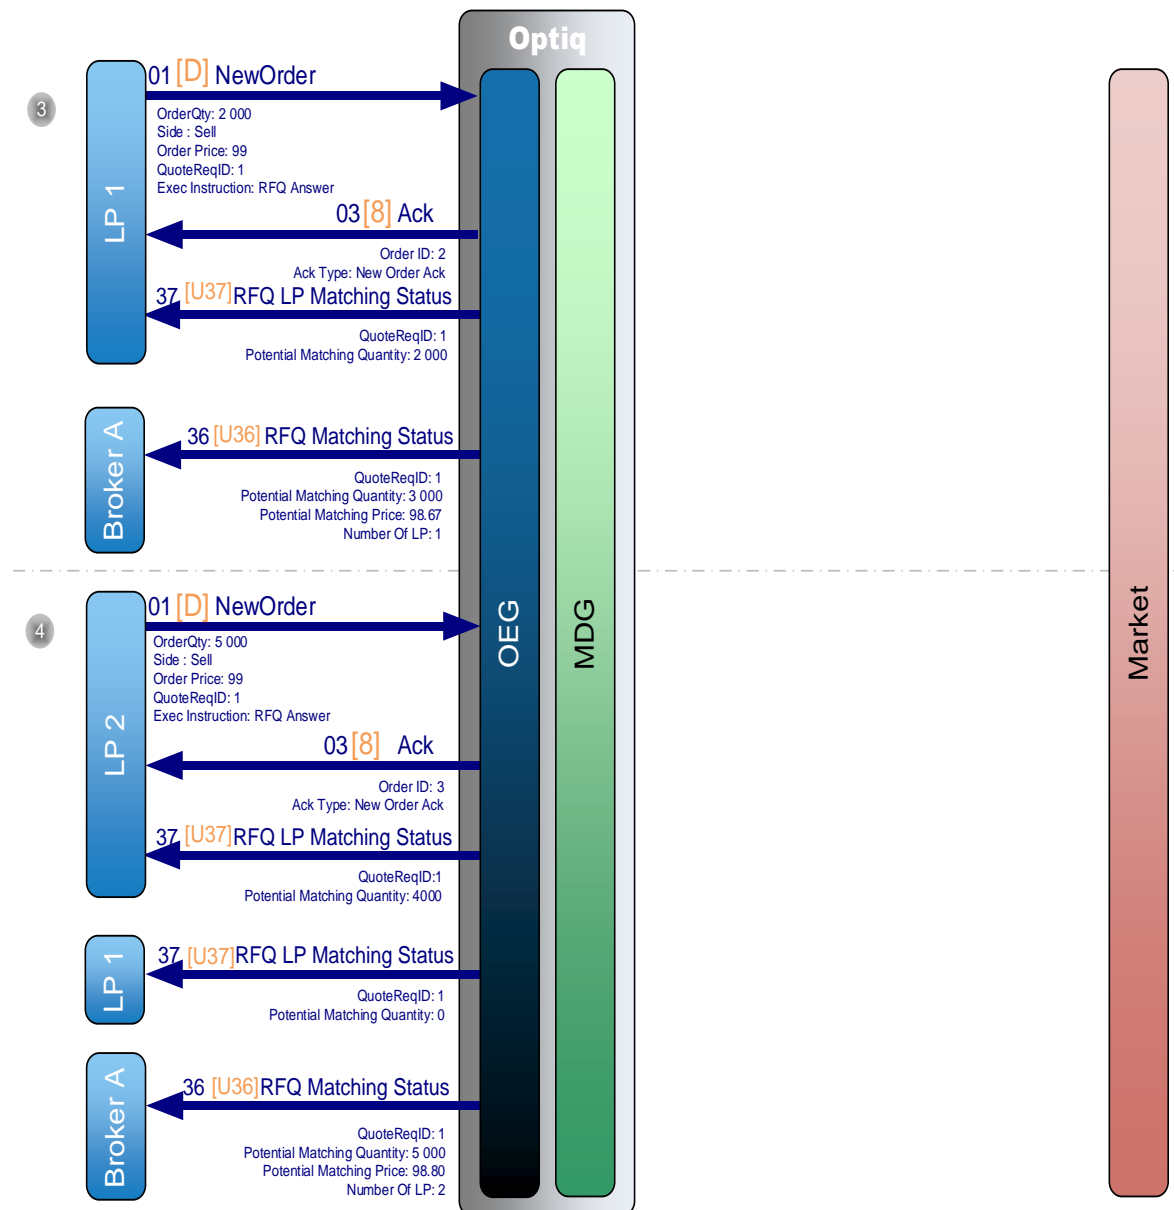 Optiq
3
LP 1
01 [D] NewOrder
OrderQty: 2 000
Side : Sell
Order Price: 99
QuoteReqID: 1
Exec Instruction: RFQ Answer
03 [8] Ack
Order ID: 2
Ack Type: New Order Ack
37 [U37] RFQ LP Matching Status
QuoteReqID: 1
Potential Matching Quantity: 2 000
Broker A
36 [U36] RFQ Matching Status
QuoteReqID: 1
Potential Matching Quantity: 3 000
Potential Matching Price: 98.67
Number Of LP: 1
OEG
MDG
Market
4
LP 2
01 [D] NewOrder
OrderQty: 5 000
Side : Sell
Order Price: 99
QuoteReqID: 1
Exec Instruction: RFQ Answer
03 [8] Ack
Order ID: 3
Ack Type: New Order Ack
37 [U37] RFQ LP Matching Status
QuoteReqID:1
Potential Matching Quantity: 4000
LP 1
37 [U37] RFQ LP Matching Status
QuoteReqID: 1
Potential Matching Quantity: 0
Broker A
36 [U36] RFQ Matching Status
QuoteReqID: 1
Potential Matching Quantity: 5 000
Potential Matching Price: 98.80
Number Of LP: 2